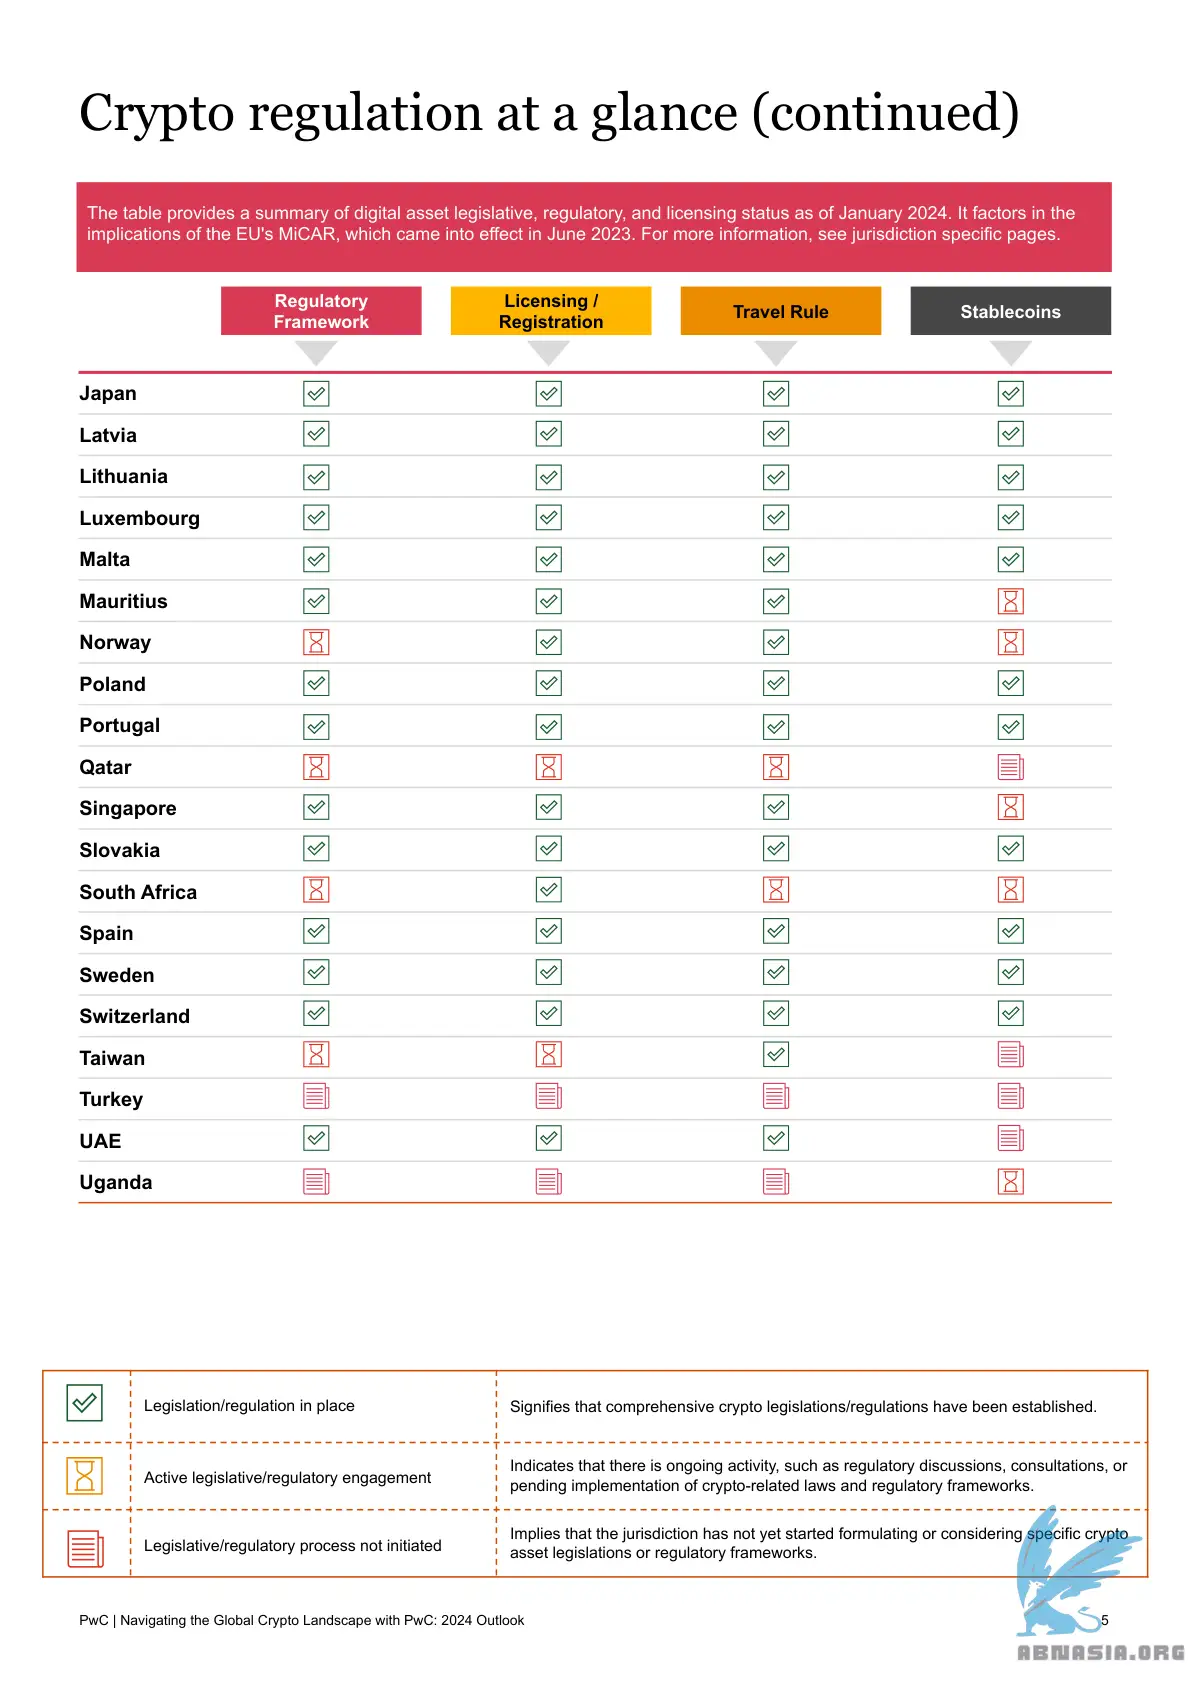 Crypto regulation at a glance (continued)
The table provides a summary of digital asset legislative, regulatory, and licensing status as of January 2024. It factors in the
implications of the EU's MiCAR, which came into effect in June 2023. For more information, see jurisdiction specific pages.
Regulatory
Framework
Licensing /
Registration
Travel Rule
Stablecoins
Japan
Latvia
Lithuania
Luxembourg
Malta
Mauritius
Norway
Poland
Portugal
Qatar
Singapore
Slovakia
South Africa
Spain
Sweden
Switzerland
Taiwan
Turkey
UAE
Uganda
Legislation/regulation in place
Signifies that comprehensive crypto legislations/regulations have been established.
Active legislative/regulatory engagement
Indicates that there is ongoing activity, such as regulatory discussions, consultations, or
pending implementation of crypto-related laws and regulatory frameworks.
Legislative/regulatory process not initiated
Implies that the jurisdiction has not yet started formulating or considering specific crypto
asset legislations or regulatory frameworks.
PwC | Navigating the Global Crypto Landscape with PwC: 2024 Outlook
5
ABNASIA.ORG